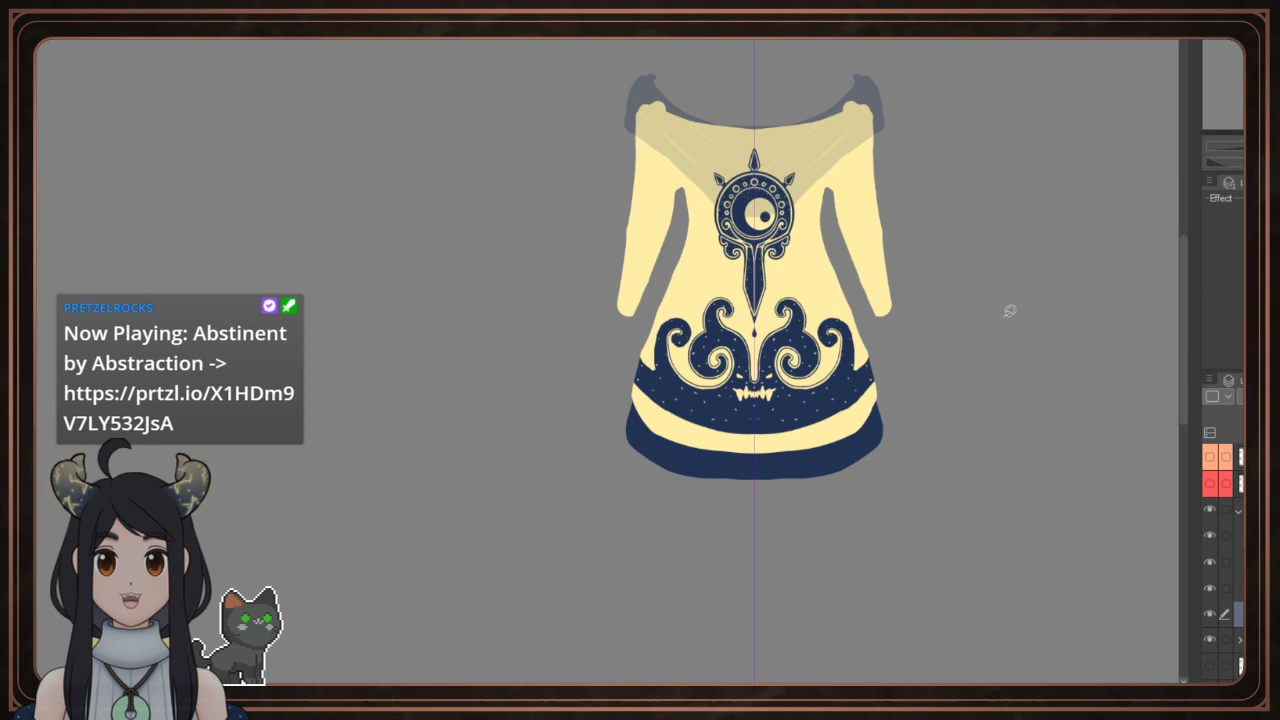 Effect
PRETZELROCKS
Now Playing: Abstinent
by Abstraction ->
https://prtzl.io/X1HDm9
V7LY532JsA